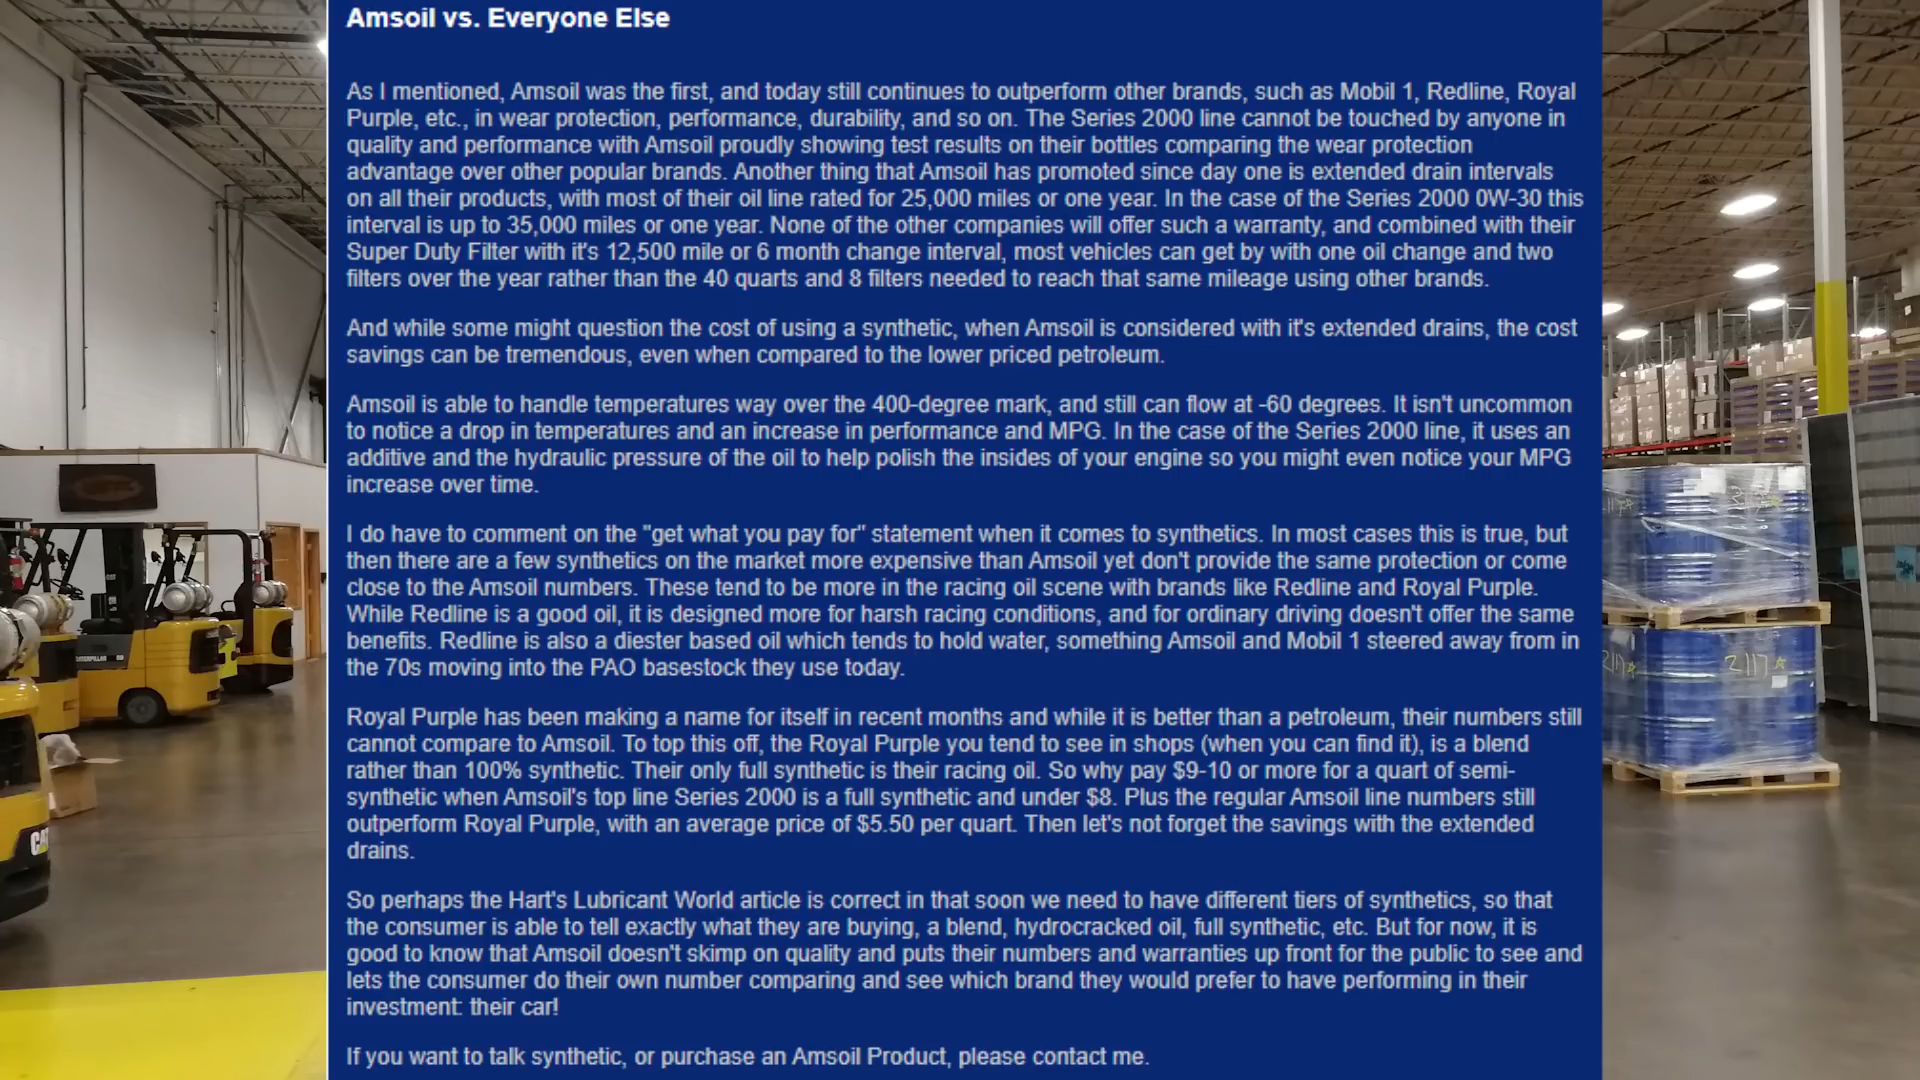 Amsoil vs. Everyone Else
As I mentioned, Amsoil was the first, and today still continues to outperform other brands, such as Mobil 1, Redline, Royal
Purple, etc., in wear protection, performance, durability, and so on. The Series 2000 line cannot be touched by anyone in
quality and performance with Amsoil proudly showing test results on their bottles comparing the wear protection
advantage over other popular brands. Another thing that Amsoil has promoted since day one is extended drain intervals
on all their products, with most of their oil line rated for 25,000 miles or one year. In the case of the Series 2000 0W-30 this
interval is up to 35,000 miles or one year. None of the other companies will offer such a warranty, and combined with their
Super Duty Filter with it's 12,500 mile or 6 month change interval, most vehicles can get by with one oil change and two
filters over the year rather than the 40 quarts and 8 filters needed to reach that same mileage using other brands.
And while some might question the cost of using a synthetic, when Amsoil is considered with it's extended drains, the cost
savings can be tremendous, even when compared to the lower priced petroleum.
Amsoil is able to handle temperatures way over the 400-degree mark, and still can flow at -60 degrees. It isn't uncommon
to notice a drop in temperatures and an increase in performance and MPG. In the case of the Series 2000 line, it uses an
additive and the hydraulic pressure of the oil to help polish the insides of your engine so you might even notice your MPG
increase over time.
I do have to comment on the "get what you pay for" statement when it comes to synthetics. In most cases this is true, but
then there are a few synthetics on the market more expensive than Amsoil yet don't provide the same protection or come
close to the Amsoil numbers. These tend to be more in the racing oil scene with brands like Redline and Royal Purple.
While Redline is a good oil, it is designed more for harsh racing conditions, and for ordinary driving doesn't offer the same
benefits. Redline is also a diester based oil which tends to hold water, something Amsoil and Mobil 1 steered away from in
the 70s moving into the PAO basestock they use today.
Royal Purple has been making a name for itself in recent months and while it is better than a petroleum, their numbers still
cannot compare to Amsoil. To top this off, the Royal Purple you tend to see in shops (when you can find it), is a blend
rather than 100% synthetic. Their only full synthetic is their racing oil. So why pay $9-10 or more for a quart of semi-
synthetic when Amsoil's top line Series 2000 is a full synthetic and under $8. Plus the regular Amsoil line numbers still
outperform Royal Purple, with an average price of $5.50 per quart. Then let's not forget the savings with the extended
drains.
So perhaps the Hart's Lubricant World article is correct in that soon we need to have different tiers of synthetics, so that
the consumer is able to tell exactly what they are buying, a blend, hydrocracked oil, full synthetic, etc. But for now, it is
good to know that Amsoil doesn't skimp on quality and puts their numbers and warranties up front for the public to see and
lets the consumer do their own number comparing and see which brand they would prefer to have performing in their
investment: their car!
If you want to talk synthetic, or purchase an Amsoil Product, please contact me.
CATERPILLAR
2117